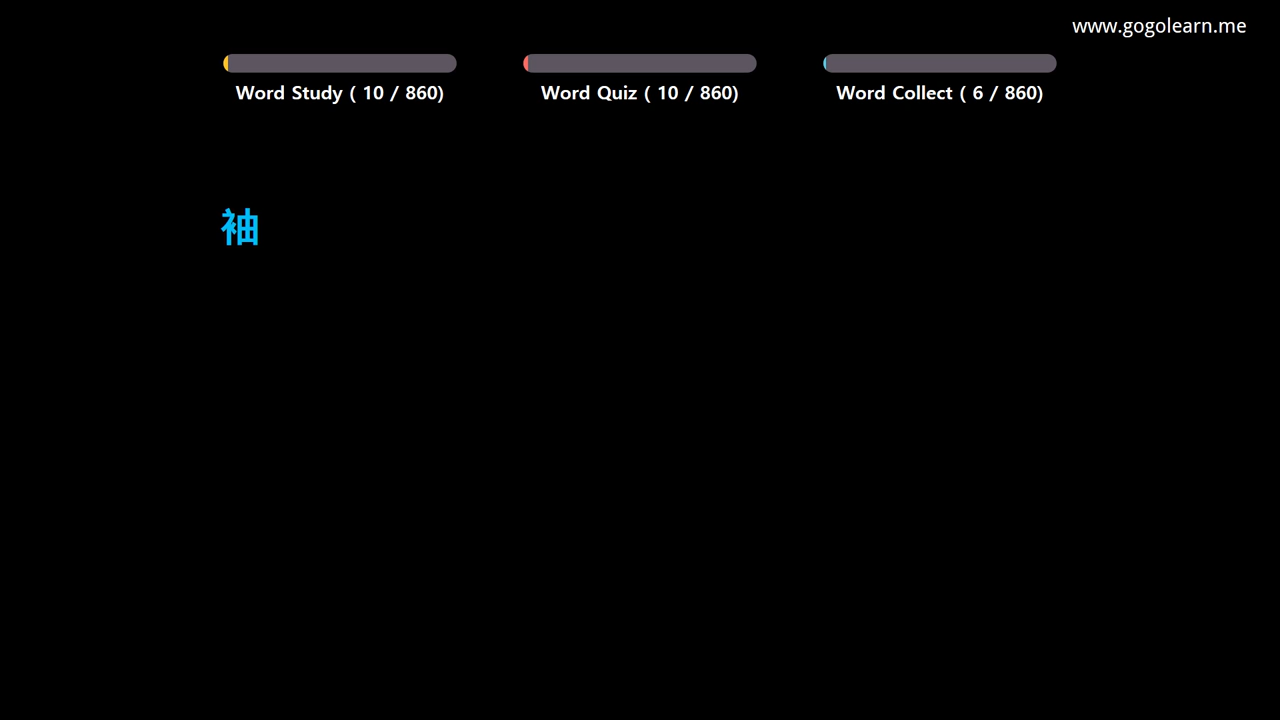 www.gogolearn.me
Word Study ( 10 / 860)
Word Quiz ( 10 / 860)
Word Collect ( 6 / 860)
袖